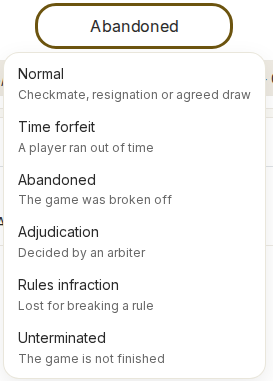 Abandoned
Normal
Checkmate, resignation or agreed draw
Time forfeit
A player ran out of time
Abandoned
The game was broken off
Adjudication
Decided by an arbiter
Rules infraction
Lost for breaking a rule
Unterminated
The game is not finished